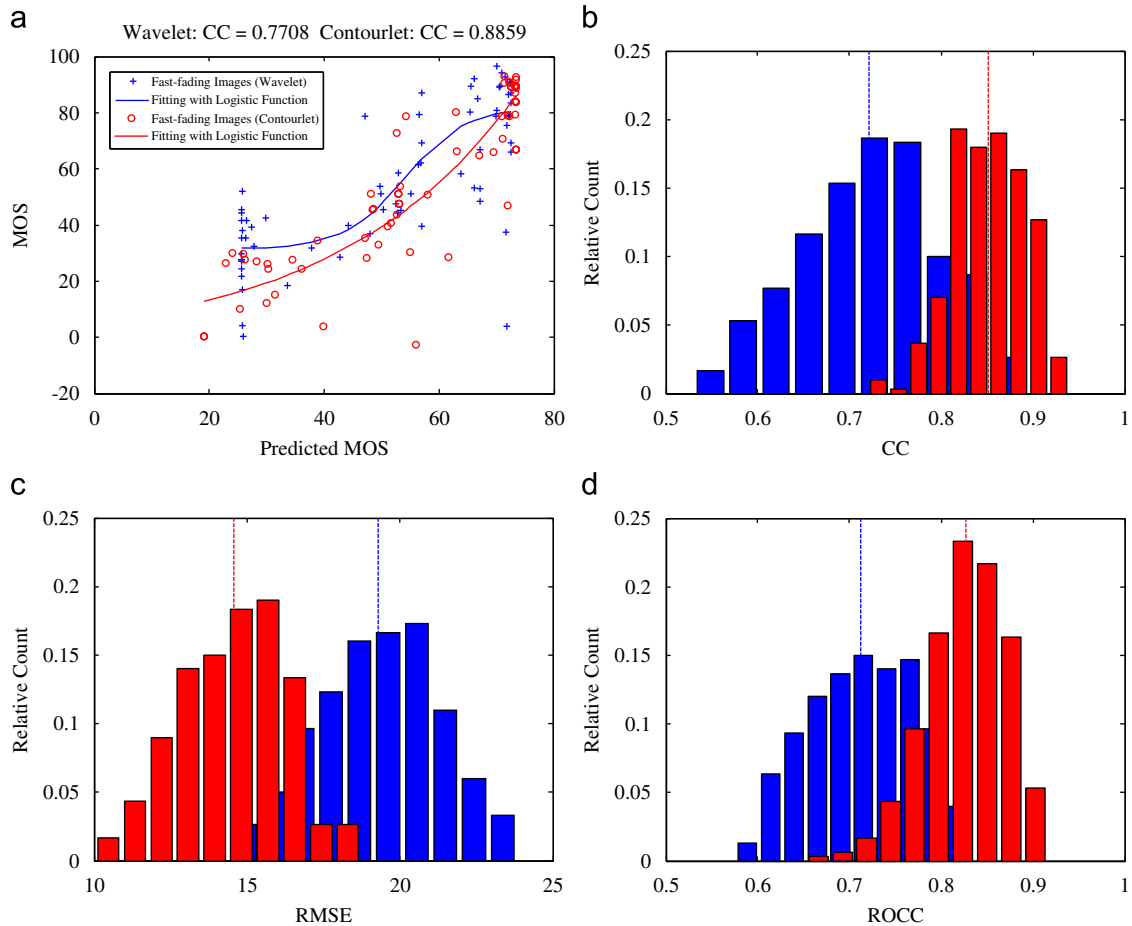 a
Wavelet: CC = 0.7708 Contourlet: CC = 0.8859
100
80
60
40
20
0
-20
MOS
Fast-fading Images (Wavelet)
Fitting with Logistic Function
Fast-fading Images (Contourlet)
Fitting with Logistic Function
0 20 40 60 80
Predicted MOS
b
0.25
0.2
0.15
0.1
0.05
0
Relative Count
0.5 0.6 0.7 0.8 0.9 1
CC
c
0.25
0.2
0.15
0.1
0.05
0
Relative Count
10 15 20 25
RMSE
d
0.25
0.2
0.15
0.1
0.05
0
Relative Count
0.5 0.6 0.7 0.8 0.9 1
ROCC